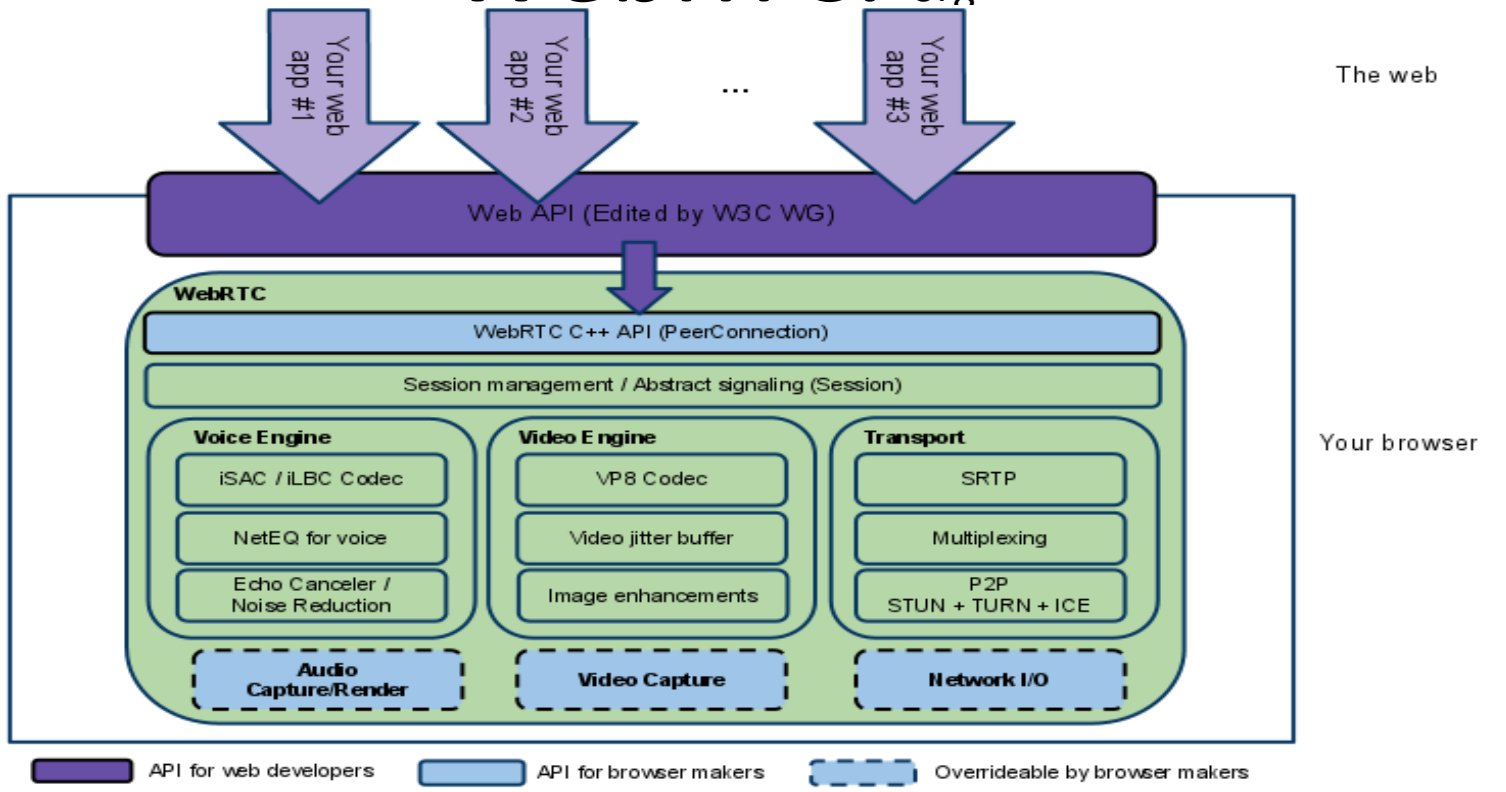 Your web
app #1
Your web
app #2
...
Your web
app #3
The web
Web API (Edited by W3C WG)
WebRTC
WebRTC C++ API (PeerConnection)
Session management / Abstract signaling (Session)
Your browser
Voice Engine
iSAC / iLBC Codec
NetEQ for voice
Echo Canceler /
Noise Reduction
Video Engine
VP8 Codec
Video jitter buffer
Image enhancements
Transport
SRTP
Multiplexing
P2P
STUN + TURN + ICE
Audio
Capture/Render
Video Capture
Network I/O
API for web developers
API for browser makers
Overrideable by browser makers